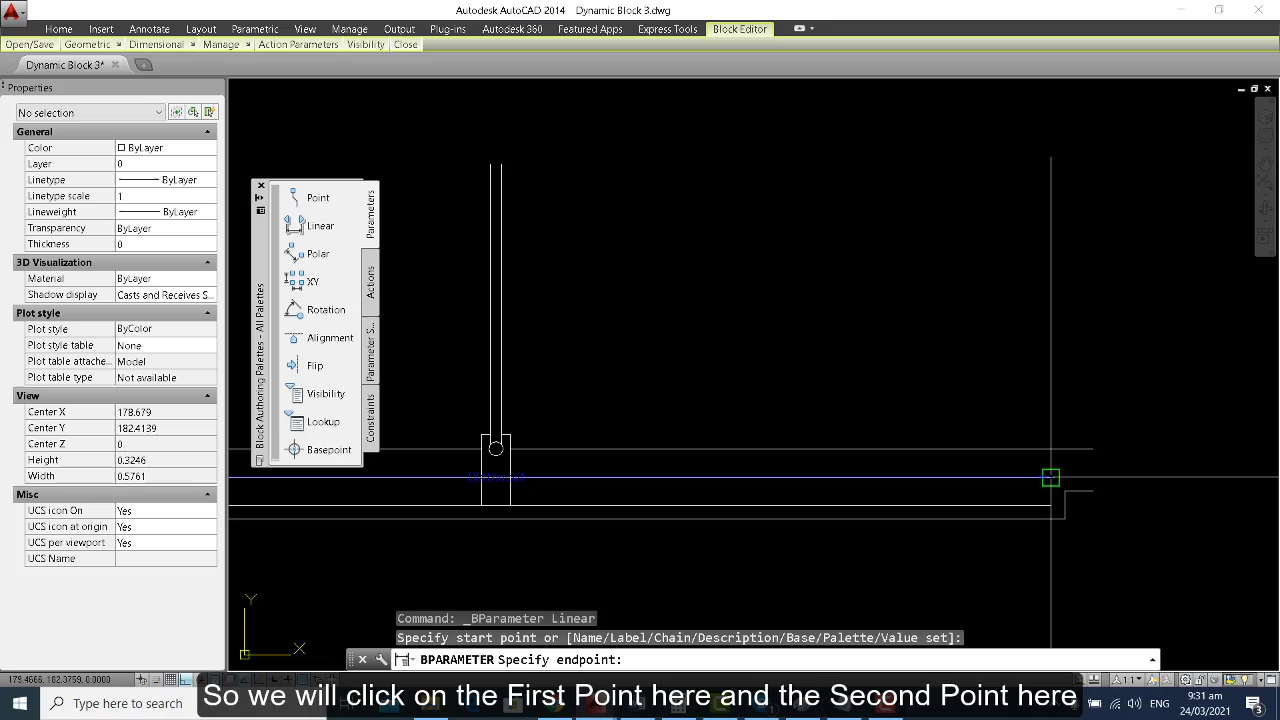 Autodesk AutoCAD 2014 Dynamic Block 3.dwg
Home Insert Annotate Layout Parametric View Manage Output Plug-ins Autodesk 360 Featured Apps Express Tools Block Editor
Open/Save Geometric Dimensional Manage Action Parameters Visibility Close
Dynamic Block 3*
Properties
No selection
General
Color ByLayer
Layer 0
Linetype ByLayer
Linetype scale 1
Lineweight ByLayer
Transparency ByLayer
Thickness 0
3D Visualization
Material ByLayer
Shadow display Casts and Receives S...
Plot style
Plot style ByColor
Plot style table None
Plot table attache... Model
Plot table type Not available
View
Center X 178.679
Center Y 182.4139
Center Z 0
Height 0.3246
Width 0.5761
Misc
UCS icon On Yes
UCS icon at origin Yes
UCS per viewport Yes
UCS Name
Block Authoring Palettes - All Palettes
Point
Linear
Polar
XY
Rotation
Alignment
Flip
Visibility
Lookup
Basepoint
Parameters
Actions
Parameter S...
Constraints
Y
X
Command: _BParameter Linear
Specify start point or [Name/Label/Chain/Description/Base/Palette/Value set]:
BPARAMETER Specify endpoint:
179.4666, 182.3759, 0.0000
1:1
So we will click on the First Point here and the Second Point here
Type here to search
ENG
9:31 am
24/03/2021